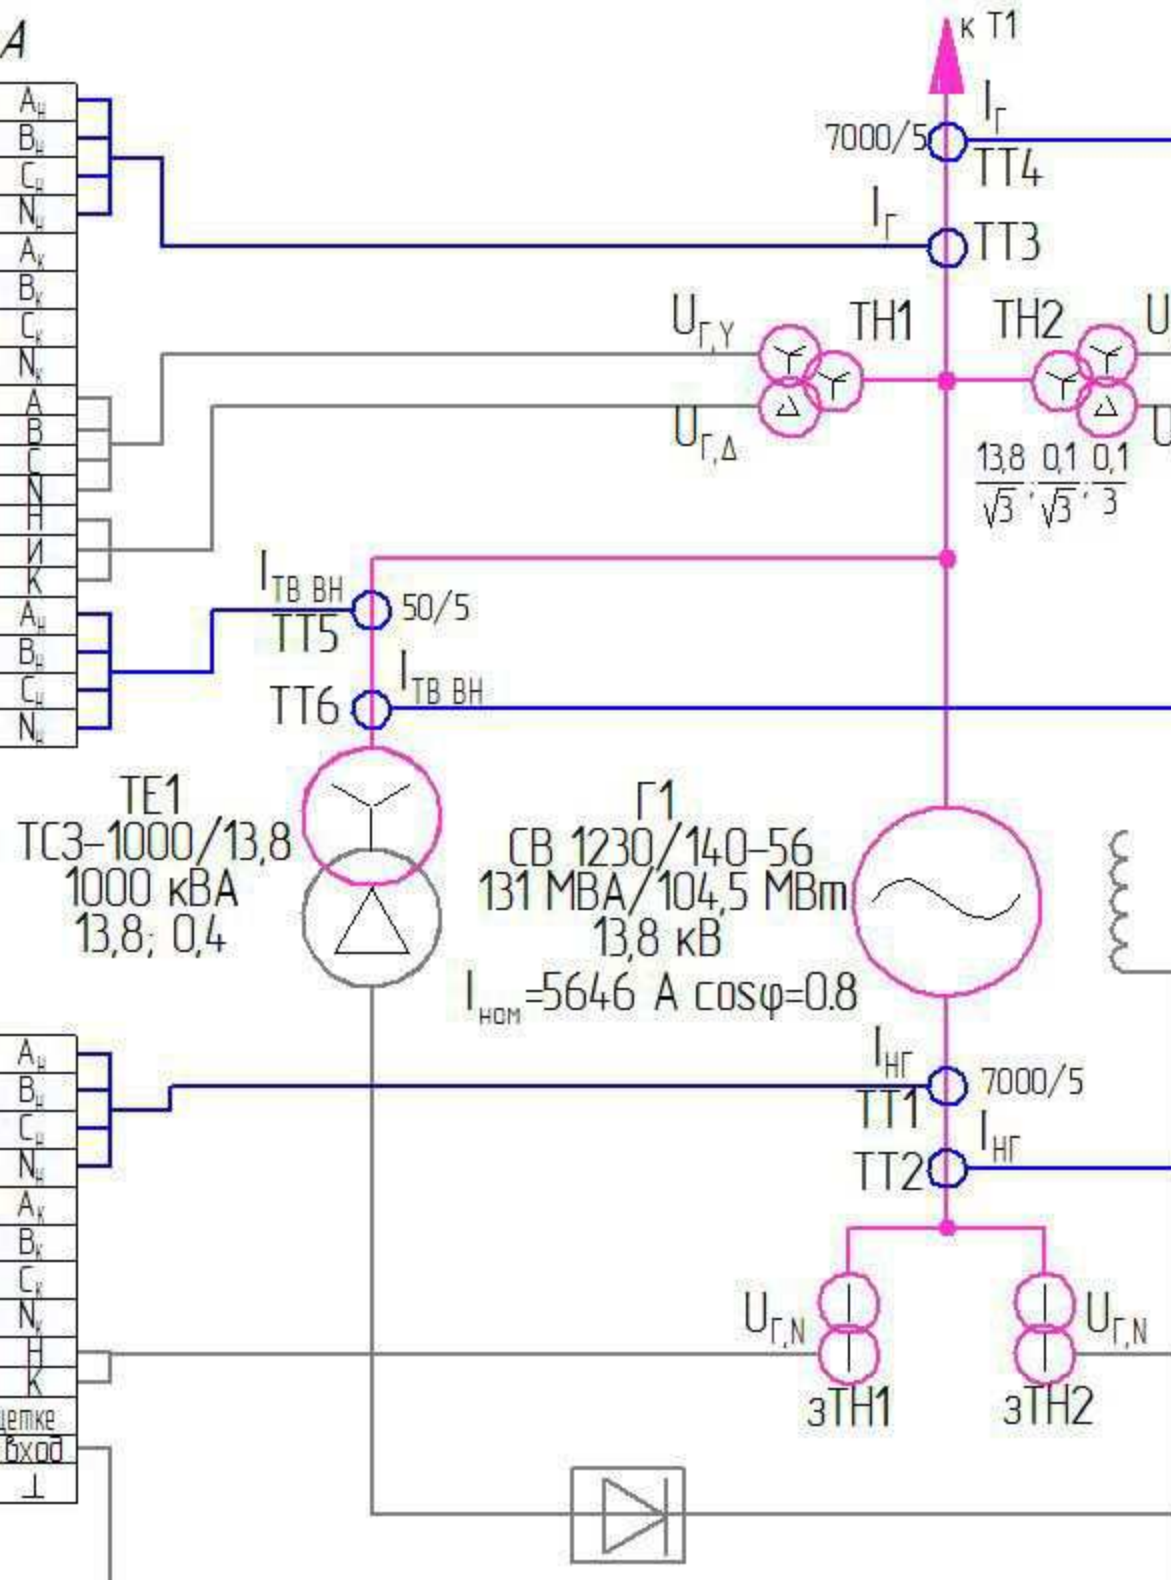 A
к Т1
Aн
Bн
Cн
Nн
Aк
Bк
Cк
Nк
A
B
C
N
Н
И
К
Aн
Bн
Cн
Nн
IГ
7000/5
ТТ4
IГ
ТТ3
UГ,Y
ТН1
ТН2
U
UГ,Δ
U
13,8/√3 ; 0,1/√3 ; 0,1/3
IТВ ВН
50/5
ТТ5
IТВ ВН
ТТ6
ТЕ1
ТСЗ-1000/13,8
1000 кВА
13,8; 0,4
Г1
СВ 1230/140-56
131 МВА/104,5 МВт
13,8 кВ
Iном=5646 А cosφ=0.8
Aн
Bн
Cн
Nн
Aк
Bк
Cк
Nк
Н
К
щетке
вход
⊥
IНГ
7000/5
ТТ1
IНГ
ТТ2
UГ,N
UГ,N
зТН1
зТН2